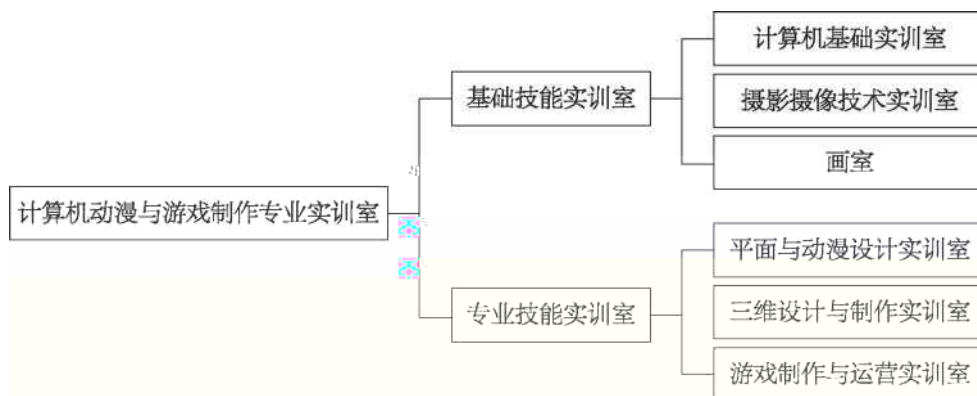 计算机动漫与游戏制作专业实训室
基础技能实训室
计算机基础实训室
摄影摄像技术实训室
画室
专业技能实训室
平面与动漫设计实训室
三维设计与制作实训室
游戏制作与运营实训室